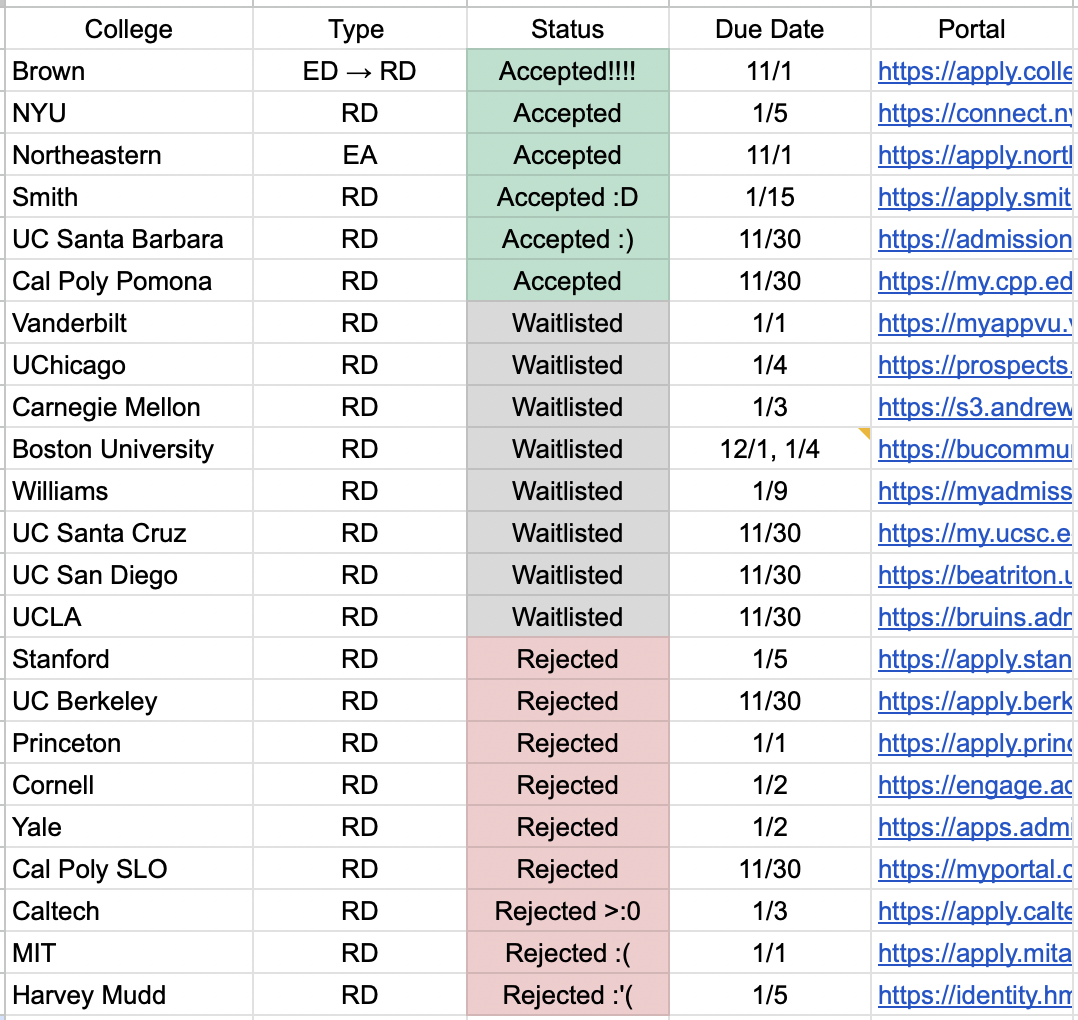 College Type Status Due Date Portal
Brown ED → RD Accepted!!!! 11/1 https://apply.colle
NYU RD Accepted 1/5 https://connect.ny
Northeastern EA Accepted 11/1 https://apply.nort
Smith RD Accepted :D 1/15 https://apply.smit
UC Santa Barbara RD Accepted :) 11/30 https://admission
Cal Poly Pomona RD Accepted 11/30 https://my.cpp.ed
Vanderbilt RD Waitlisted 1/1 https://myappvu.
UChicago RD Waitlisted 1/4 https://prospects.
Carnegie Mellon RD Waitlisted 1/3 https://s3.andrew
Boston University RD Waitlisted 12/1, 1/4 https://bucommu
Williams RD Waitlisted 1/9 https://myadmiss
UC Santa Cruz RD Waitlisted 11/30 https://my.ucsc.e
UC San Diego RD Waitlisted 11/30 https://beatriton.u
UCLA RD Waitlisted 11/30 https://bruins.adm
Stanford RD Rejected 1/5 https://apply.stan
UC Berkeley RD Rejected 11/30 https://apply.berk
Princeton RD Rejected 1/1 https://apply.princ
Cornell RD Rejected 1/2 https://engage.ad
Yale RD Rejected 1/2 https://apps.admi
Cal Poly SLO RD Rejected 11/30 https://myportal.c
Caltech RD Rejected >:0 1/3 https://apply.calte
MIT RD Rejected :( 1/1 https://apply.mita
Harvey Mudd RD Rejected :'( 1/5 https://identity.hm